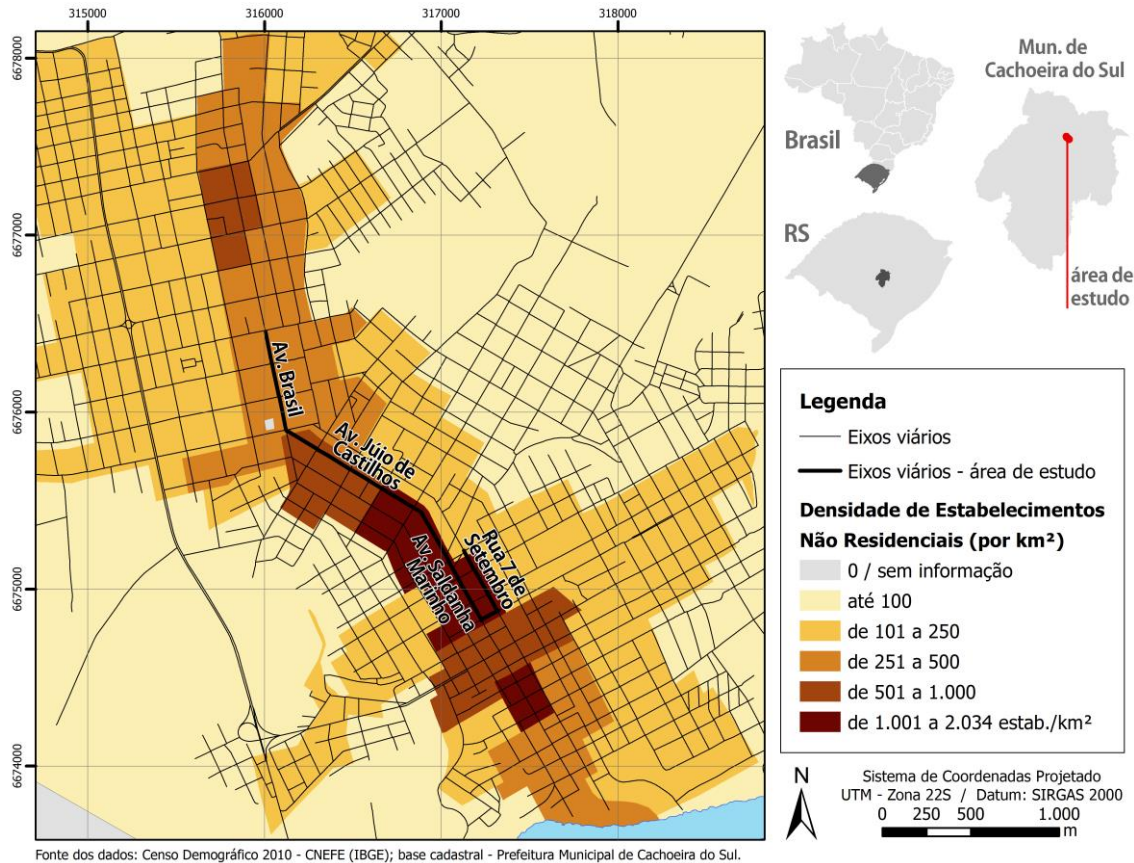 315000
316000
317000
318000
6678000
6677000
6676000
6675000
6674000
Av. Brasil
Av. Júio de
Castilhos
Rua 7 de
Setembro
Av. Saldanha
Marinho
Mun. de
Cachoeira do Sul
Brasil
RS
área de
estudo
Legenda
Eixos viários
Eixos viários - área de estudo
Densidade de Estabelecimentos
Não Residenciais (por km²)
0 / sem informação
até 100
de 101 a 250
de 251 a 500
de 501 a 1.000
de 1.001 a 2.034 estab./km²
N
Sistema de Coordenadas Projetado
UTM - Zona 22S / Datum: SIRGAS 2000
0 250 500 1.000
m
Fonte dos dados: Censo Demográfico 2010 - CNEFE (IBGE); base cadastral - Prefeitura Municipal de Cachoeira do Sul.